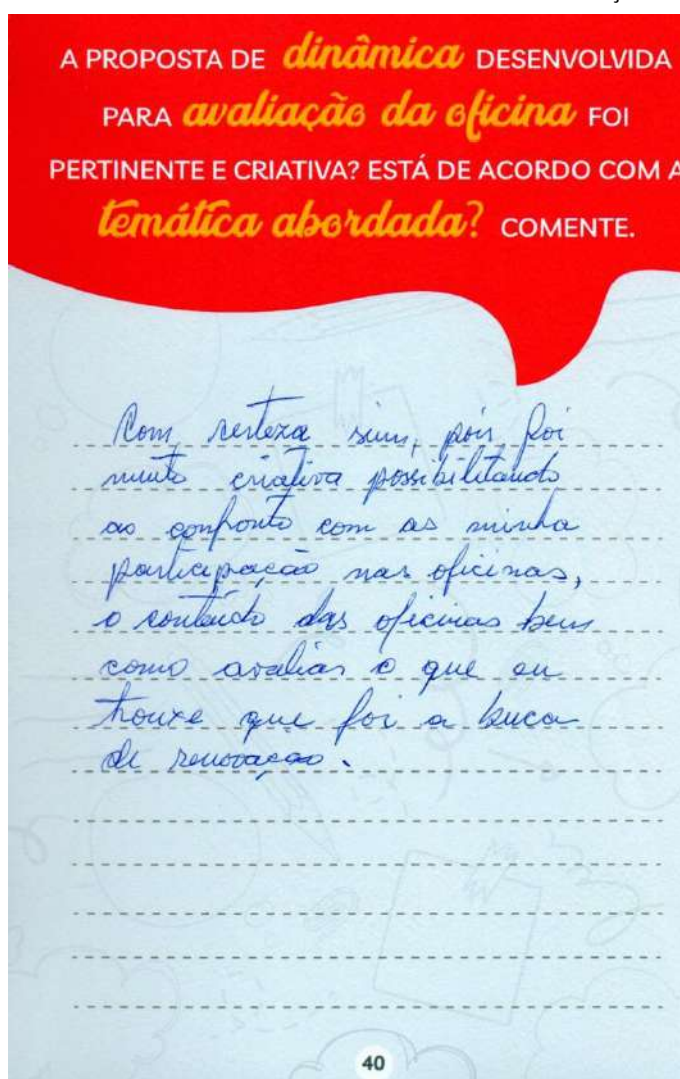 A PROPOSTA DE dinâmica DESENVOLVIDA
PARA avaliação da oficina FOI
PERTINENTE E CRIATIVA? ESTÁ DE ACORDO COM A
temática abordada? COMENTE.
Com certeza sim, pois, foi
muito criativa possibilitando
ao confronto com as minha
participação nas oficinas,
o conteúdo das oficinas bem
como avaliar o que eu
trouxe que foi a buca
de renovação.
40